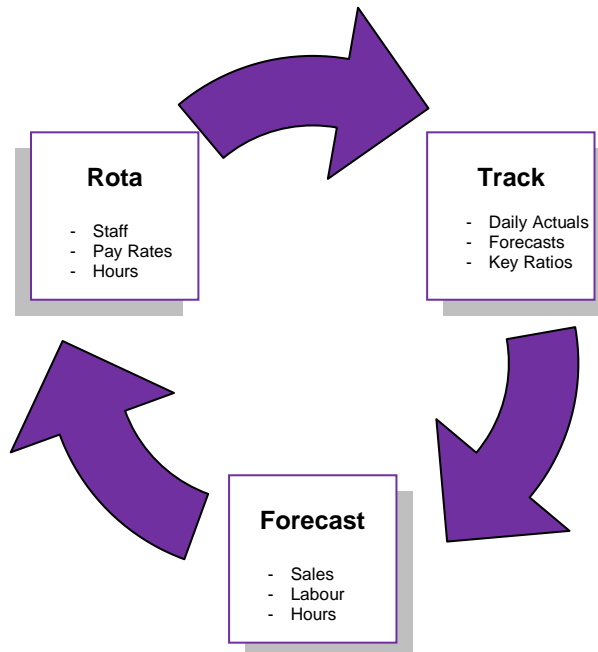 Rota
- Staff
- Pay Rates
- Hours
Track
- Daily Actuals
- Forecasts
- Key Ratios
Forecast
- Sales
- Labour
- Hours